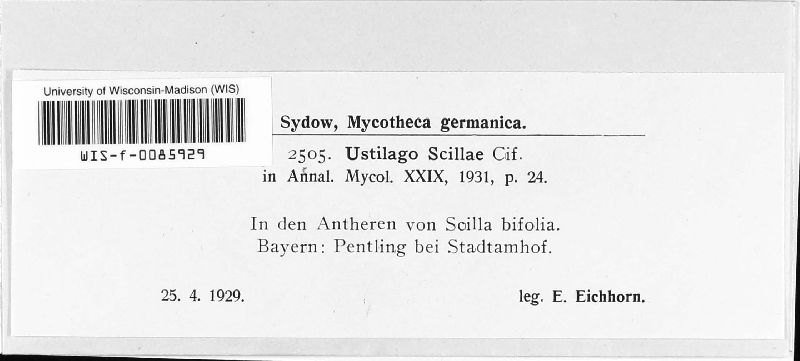 University of Wisconsin-Madison (WIS)
WIS-f-0085929
Sydow, Mycotheca germanica.
2505. Ustilago Scillae Cif.
in Annal. Mycol. XXIX, 1931, p. 24.
In den Antheren von Scilla bifolia.
Bayern: Pentling bei Stadtamhof.
25. 4. 1929. leg. E. Eichhorn.